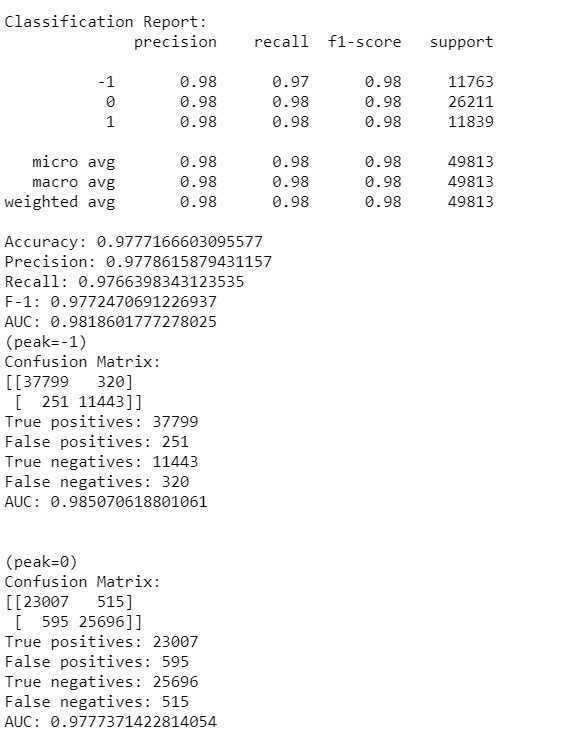 Classification Report:
precision recall f1-score support
-1 0.98 0.97 0.98 11763
0 0.98 0.98 0.98 26211
1 0.98 0.98 0.98 11839
micro avg 0.98 0.98 0.98 49813
macro avg 0.98 0.98 0.98 49813
weighted avg 0.98 0.98 0.98 49813
Accuracy: 0.9777166603095577
Precision: 0.9778615879431157
Recall: 0.9766398343123535
F-1: 0.9772470691226937
AUC: 0.9818601777278025
(peak=-1)
Confusion Matrix:
[[37799 320]
[ 251 11443]]
True positives: 37799
False positives: 251
True negatives: 11443
False negatives: 320
AUC: 0.985070618801061
(peak=0)
Confusion Matrix:
[[23007 515]
[ 595 25696]]
True positives: 23007
False positives: 595
True negatives: 25696
False negatives: 515
AUC: 0.9777371422814054